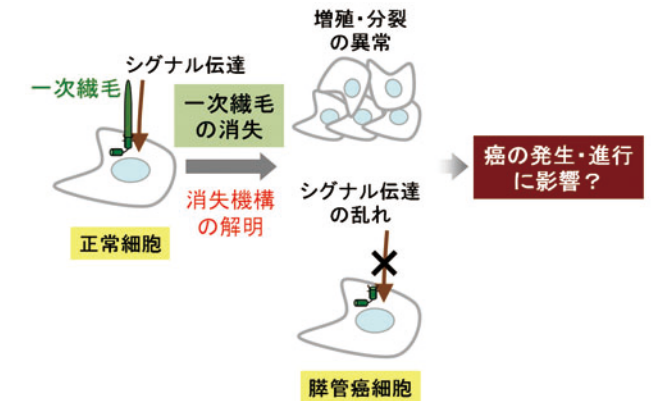 シグナル伝達
一次繊毛
正常細胞
一次繊毛
の消失
消失機構
の解明
増殖・分裂
の異常
シグナル伝達
の乱れ
膵管癌細胞
癌の発生・進行
に影響？